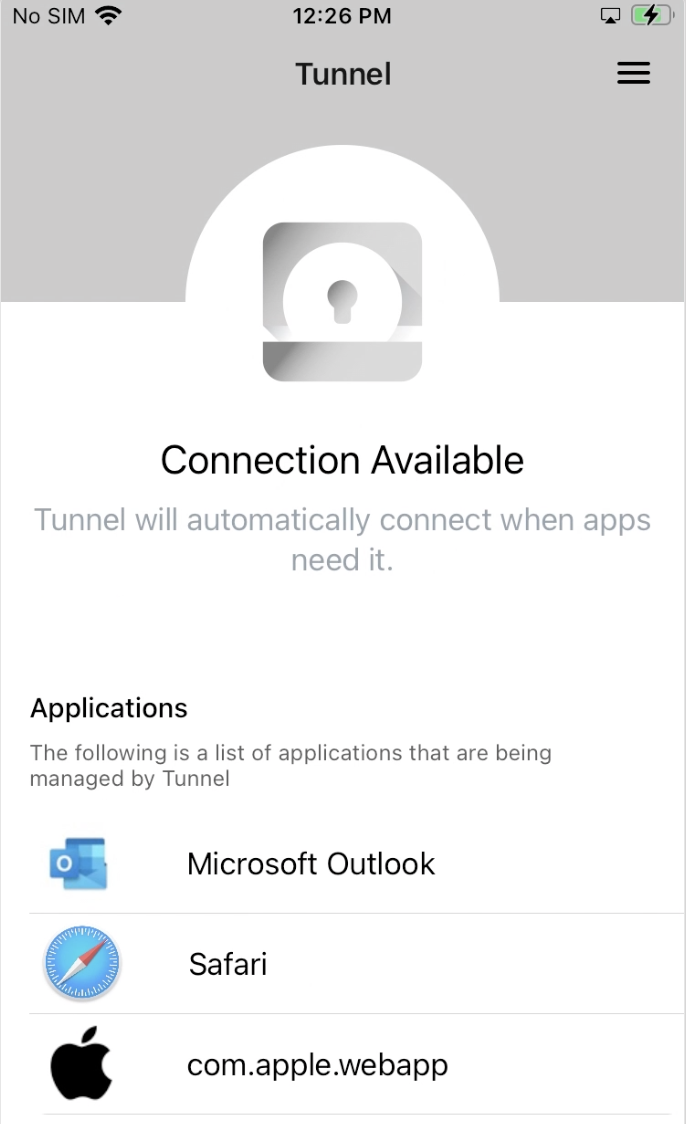 No SIM 12:26 PM
Tunnel
Connection Available
Tunnel will automatically connect when apps
need it.
Applications
The following is a list of applications that are being
managed by Tunnel
Microsoft Outlook
Safari
com.apple.webapp